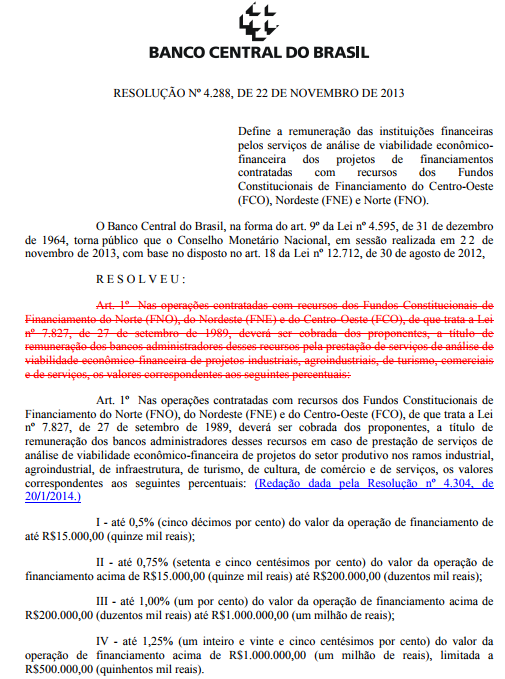 BANCO CENTRAL DO BRASIL
RESOLUÇÃO Nº 4.288, DE 22 DE NOVEMBRO DE 2013
Define a remuneração das instituições financeiras
pelos serviços de análise de viabilidade econômico-
financeira dos projetos de financiamentos
contratadas com recursos dos Fundos
Constitucionais de Financiamento do Centro-Oeste
(FCO), Nordeste (FNE) e Norte (FNO).
O Banco Central do Brasil, na forma do art. 9º da Lei nº 4.595, de 31 de dezembro
de 1964, torna público que o Conselho Monetário Nacional, em sessão realizada em 22 de
novembro de 2013, com base no disposto no art. 18 da Lei nº 12.712, de 30 de agosto de 2012,
R E S O L V E U :
Art. 1º Nas operações contratadas com recursos dos Fundos Constitucionais de
Financiamento do Norte (FNO), do Nordeste (FNE) e do Centro-Oeste (FCO), de que trata a Lei
nº 7.827, de 27 de setembro de 1989, deverá ser cobrada dos proponentes, a título de
remuneração dos bancos administradores desses recursos pela prestação de serviços de análise de
viabilidade econômico-financeira de projetos industriais, agroindustriais, de turismo, comerciais
e de serviços, os valores correspondentes aos seguintes percentuais:
Art. 1º Nas operações contratadas com recursos dos Fundos Constitucionais de
Financiamento do Norte (FNO), do Nordeste (FNE) e do Centro-Oeste (FCO), de que trata a Lei
nº 7.827, de 27 de setembro de 1989, deverá ser cobrada dos proponentes, a título de
remuneração dos bancos administradores desses recursos em caso de prestação de serviços de
análise de viabilidade econômico-financeira de projetos do setor produtivo nos ramos industrial,
agroindustrial, de infraestrutura, de turismo, de cultura, de comércio e de serviços, os valores
correspondentes aos seguintes percentuais: (Redação dada pela Resolução nº 4.304, de
20/1/2014.)
I - até 0,5% (cinco décimos por cento) do valor da operação de financiamento de
até R$15.000,00 (quinze mil reais);
II - até 0,75% (setenta e cinco centésimos por cento) do valor da operação de
financiamento acima de R$15.000,00 (quinze mil reais) até R$200.000,00 (duzentos mil reais);
III - até 1,00% (um por cento) do valor da operação de financiamento acima de
R$200.000,00 (duzentos mil reais) até R$1.000.000,00 (um milhão de reais);
IV - até 1,25% (um inteiro e vinte e cinco centésimos por cento) do valor da
operação de financiamento acima de R$1.000.000,00 (um milhão de reais), limitada a
R$500.000,00 (quinhentos mil reais).